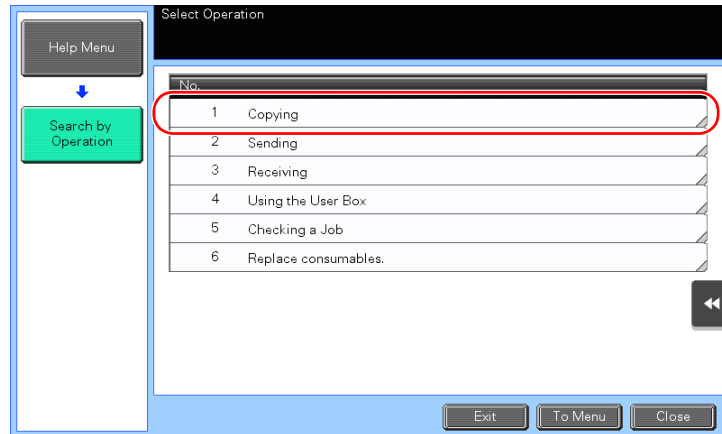 Select Operation
Help Menu
Search by
Operation
No.
1 Copying
2 Sending
3 Receiving
4 Using the User Box
5 Checking a Job
6 Replace consumables.
Exit To Menu Close